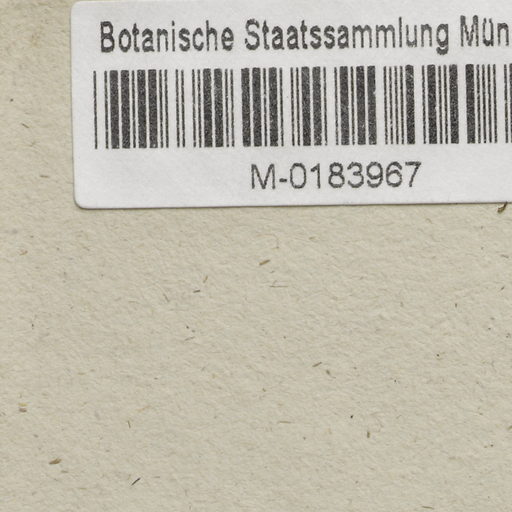 Botanische Staatssammlung Mün
M-0183967